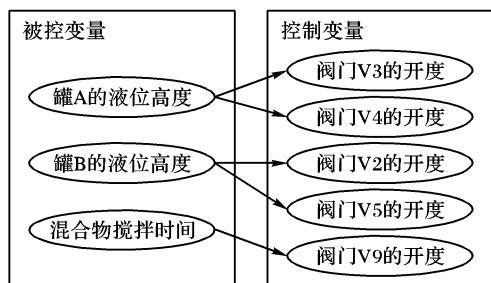 被控变量
罐A的液位高度
罐B的液位高度
混合物搅拌时间
控制变量
阀门V3的开度
阀门V4的开度
阀门V2的开度
阀门V5的开度
阀门V9的开度